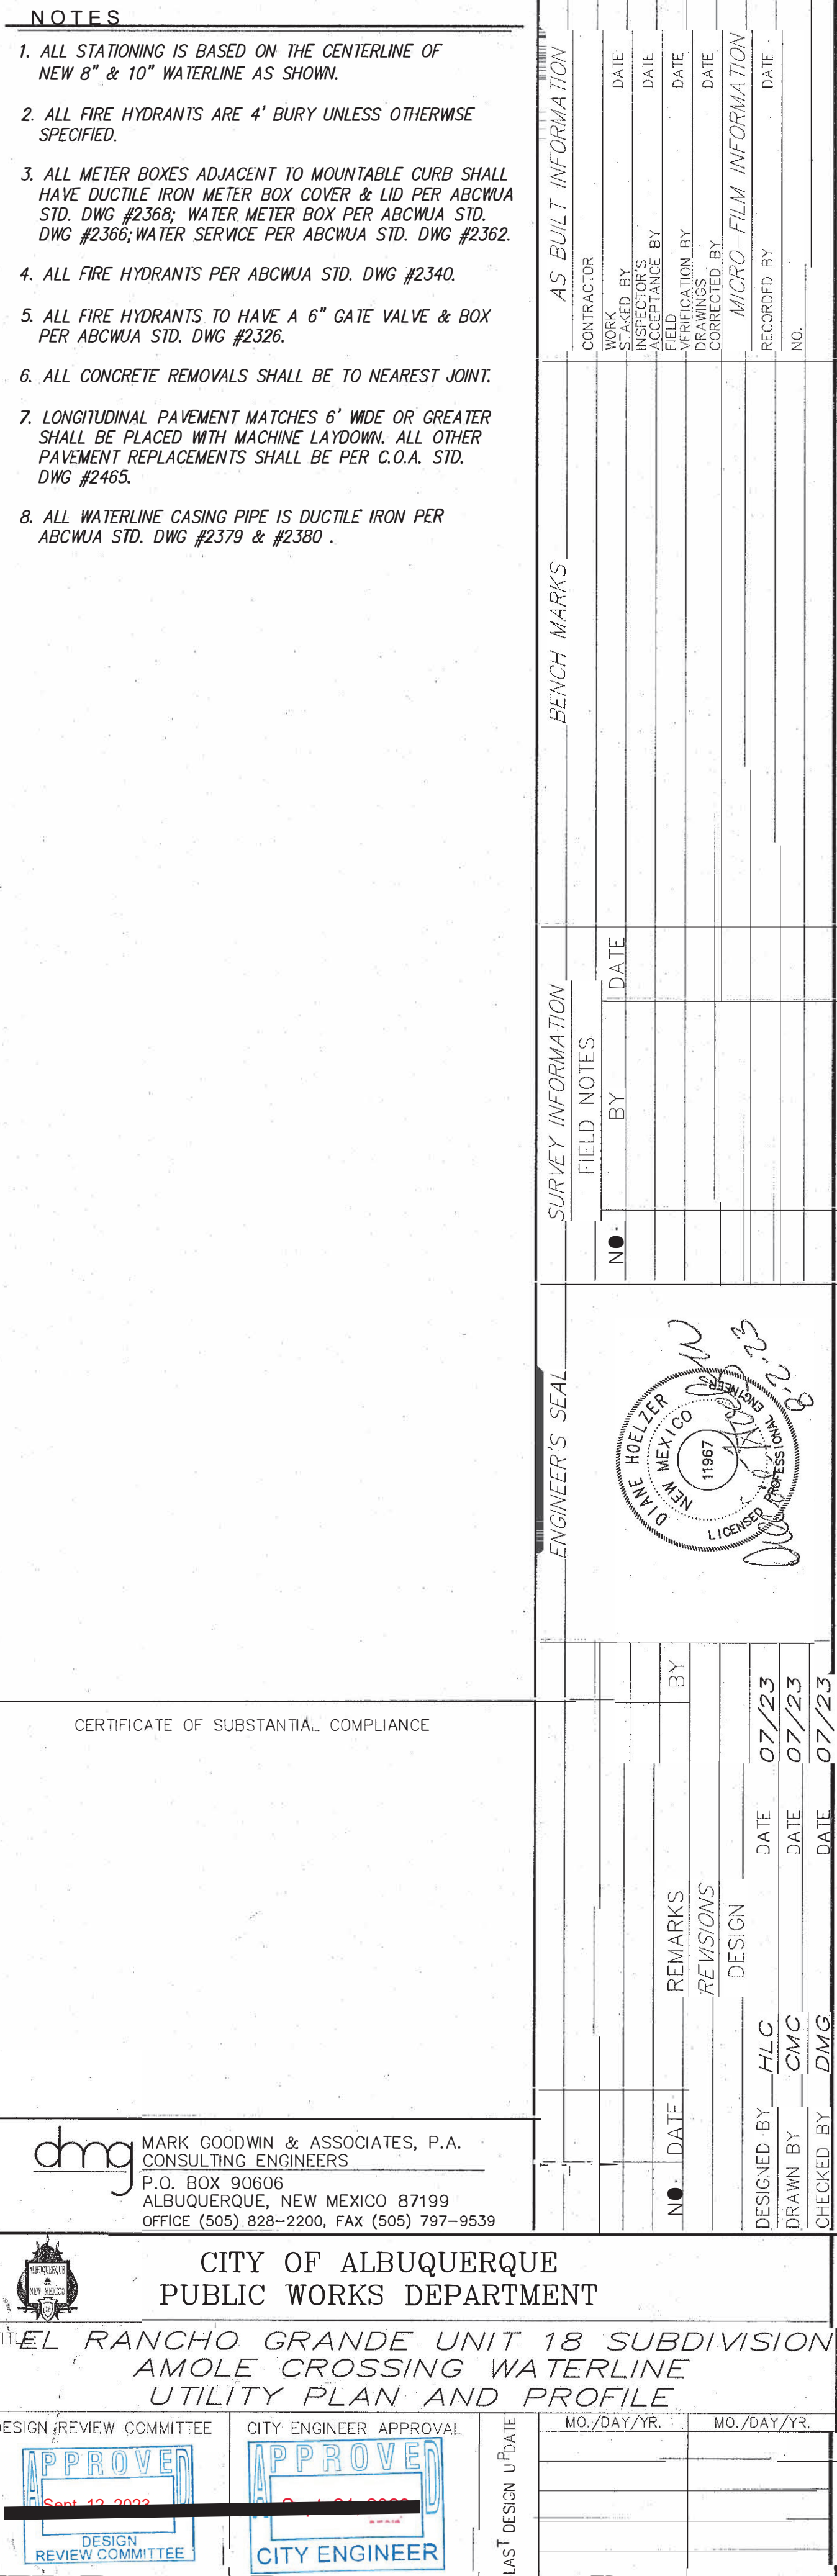 NOTES
1. ALL STATIONING IS BASED ON THE CENTERLINE OF
NEW 8" & 10" WATERLINE AS SHOWN.
2. ALL FIRE HYDRANTS ARE 4' BURY UNLESS OTHERWISE
SPECIFIED.
3. ALL METER BOXES ADJACENT TO MOUNTABLE CURB SHALL
HAVE DUCTILE IRON METER BOX COVER & LID PER ABCWUA
STD. DWG #2368; WATER METER BOX PER ABCWUA STD.
DWG #2366; WATER SERVICE PER ABCWUA STD. DWG #2362.
4. ALL FIRE HYDRANTS PER ABCWUA STD. DWG #2340.
5. ALL FIRE HYDRANTS TO HAVE A 6" GATE VALVE & BOX
PER ABCWUA STD. DWG #2326.
6. ALL CONCRETE REMOVALS SHALL BE TO NEAREST JOINT.
7. LONGITUDINAL PAVEMENT MATCHES 6' WIDE OR GREATER
SHALL BE PLACED WITH MACHINE LAYDOWN. ALL OTHER
PAVEMENT REPLACEMENTS SHALL BE PER C.O.A. STD.
DWG #2465.
8. ALL WATERLINE CASING PIPE IS DUCTILE IRON PER
ABCWUA STD. DWG #2379 & #2380 .
AS BUILT INFORMATION
CONTRACTOR
WORK
STAKED BY DATE
INSPECTOR'S
ACCEPTANCE BY DATE
FIELD
VERIFICATION BY DATE
DRAWINGS
CORRECTED BY DATE
MICRO-FILM INFORMATION
RECORDED BY DATE
NO.
BENCH MARKS
SURVEY INFORMATION
FIELD NOTES
NO. BY DATE
ENGINEER'S SEAL
DIANE HOELZER
NEW MEXICO
11967
LICENSED PROFESSIONAL ENGINEERS
8-2-23
NO. DATE REMARKS BY
REVISIONS
DESIGN
DESIGNED BY HLC DATE 07/23
DRAWN BY CMC DATE 07/23
CHECKED BY DMG DATE 07/23
CERTIFICATE OF SUBSTANTIAL COMPLIANCE
dmg
MARK GOODWIN & ASSOCIATES, P.A.
CONSULTING ENGINEERS
P.O. BOX 90606
ALBUQUERQUE, NEW MEXICO 87199
OFFICE (505) 828-2200, FAX (505) 797-9539
ALBUQUERQUE
NEW MEXICO
CITY OF ALBUQUERQUE
PUBLIC WORKS DEPARTMENT
ITLE:
EL RANCHO GRANDE UNIT 18 SUBDIVISION
AMOLE CROSSING WATERLINE
UTILITY PLAN AND PROFILE
ESIGN REVIEW COMMITTEE
CITY ENGINEER APPROVAL
LAST DESIGN UPDATE
MO./DAY/YR. MO./DAY/YR.
APPROVED
Sept. 12, 2023
DESIGN
REVIEW COMMITTEE
APPROVED
CITY ENGINEER